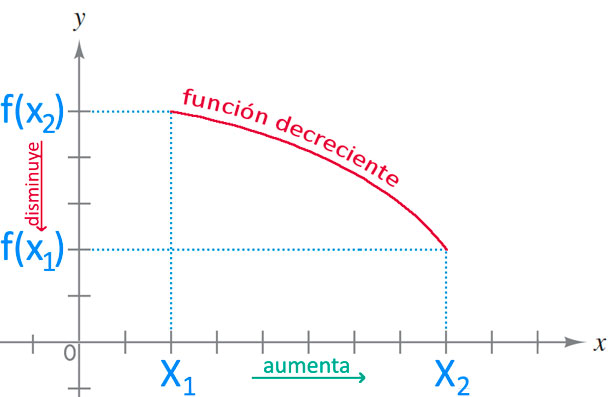 y
función decreciente
f(x₂)
disminuye
f(x₁)
0
x
X₁
aumenta
X₂